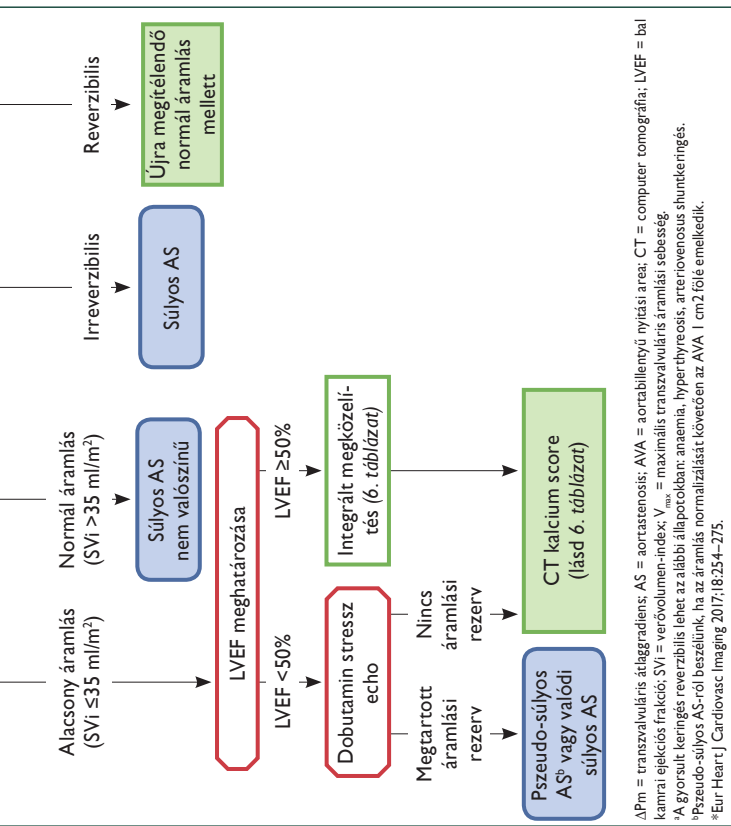 Alacsony áramlás
(SVi ≤35 ml/m²)
Normál áramlás
(SVi >35 ml/m²)
Irreverzibilis
Reverzibilis
Súlyos AS
nem valószínű
Súlyos AS
Újra megítélendő
normál áramlás
mellett
LVEF meghatározása
LVEF <50%
LVEF ≥50%
Dobutamin stressz
echo
Integrált megközelí-
tés (6. táblázat)
Megtartott
áramlási
rezerv
Nincs
áramlási
rezerv
Pszeudo-súlyos
ASᵇ vagy valódi
súlyos AS
CT kalcium score
(lásd 6. táblázat)
ΔPm = transzvalvuláris átlaggradiens; AS = aortastenosis; AVA = aortabillentyű nyitási area; CT = computer tomográfia; LVEF = bal
kamrai ejekciós frakció; SVi = verővolumen-index; Vmax = maximális transzvalvuláris áramlási sebesség.
ᵃA gyorsult keringés reverzibilis lehet az alábbi állapotokban: anaemia, hyperthyreosis, arteriovenosus shuntkeringés.
ᵇPszeudo-súlyos AS-ról beszélünk, ha az áramlás normalizálását követően az AVA 1 cm2 fölé emelkedik.
*Eur Heart J Cardiovasc Imaging 2017;18:254–275.